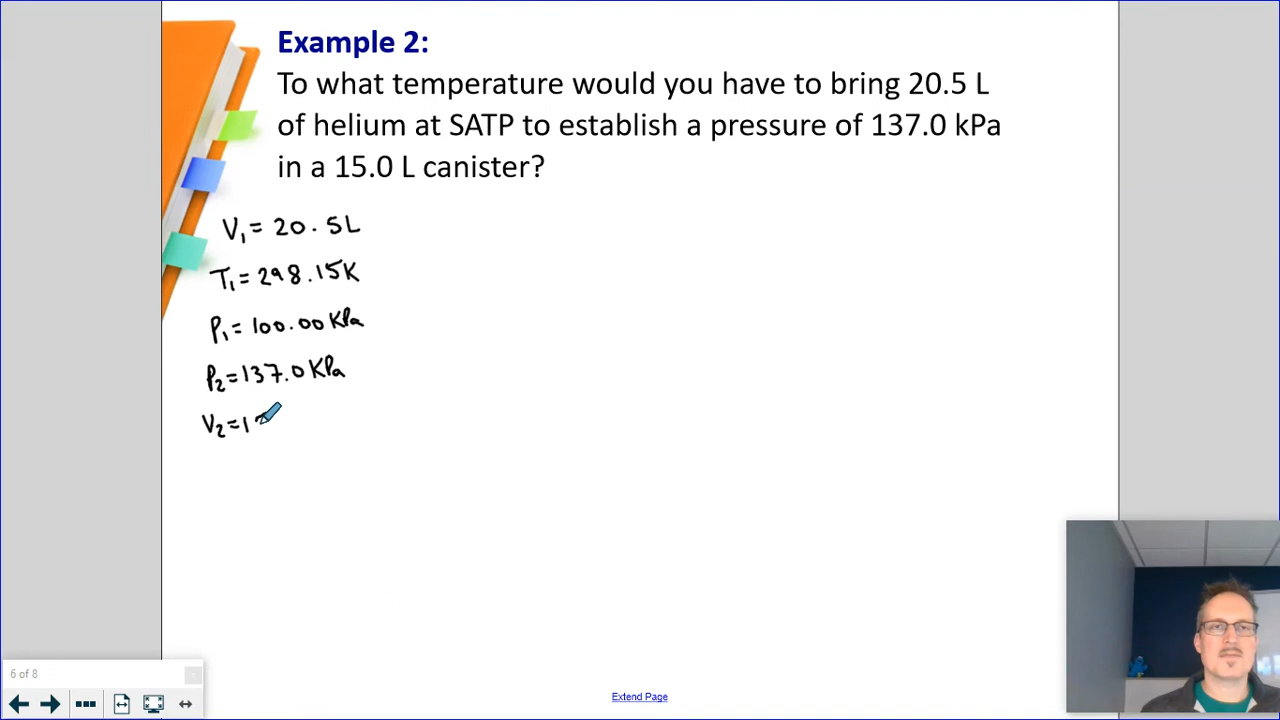 Example 2:
To what temperature would you have to bring 20.5 L
of helium at SATP to establish a pressure of 137.0 kPa
in a 15.0 L canister?
V₁ = 20.5L
T₁ = 298.15K
P₁ = 100.00 KPa
P₂ = 137.0 KPa
V₂ = 1
6 of 8
Extend Page